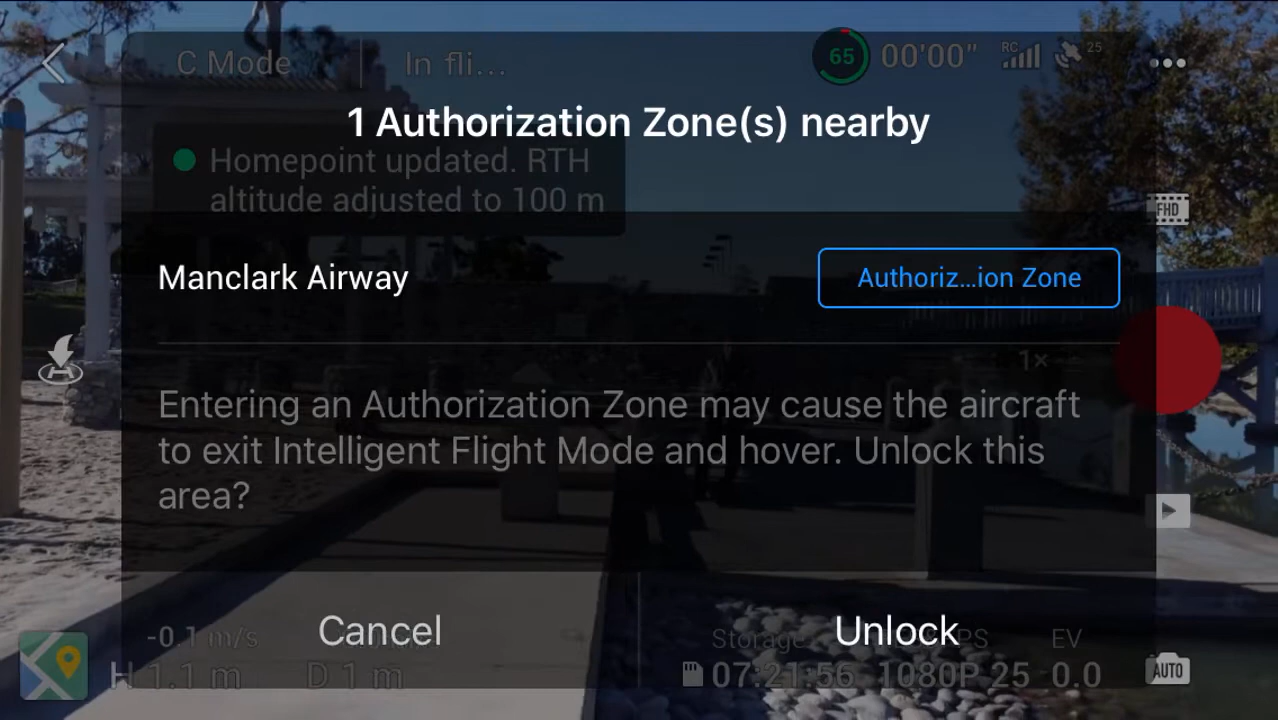 C Mode
In fli...
65
00'00"
RC
25
1 Authorization Zone(s) nearby
Homepoint updated. RTH
altitude adjusted to 100 m
FHD
Manclark Airway
Authoriz...ion Zone
1×
Entering an Authorization Zone may cause the aircraft
to exit Intelligent Flight Mode and hover. Unlock this
area?
Cancel
Unlock
-0.1 m/s
Storage
PS
EV
H 1.1 m
D 1 m
07:21:56
1080P 25
0.0
AUTO